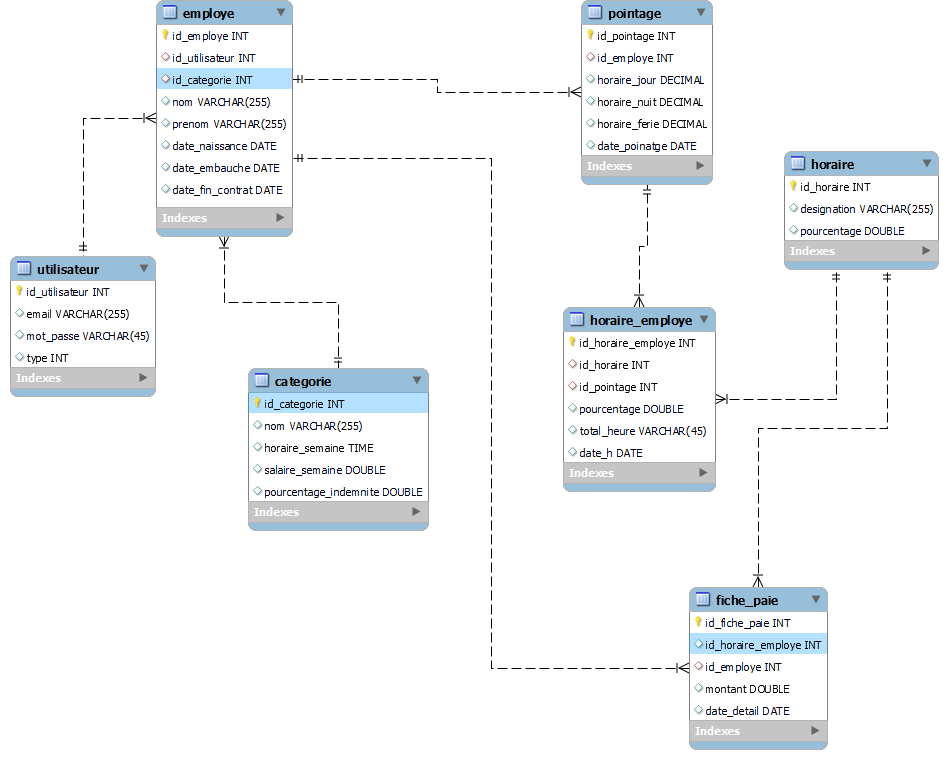 employe
id_employe INT
id_utilisateur INT
id_categorie INT
nom VARCHAR(255)
prenom VARCHAR(255)
date_naissance DATE
date_embauche DATE
date_fin_contrat DATE
Indexes
pointage
id_pointage INT
id_employe INT
horaire_jour DECIMAL
horaire_nuit DECIMAL
horaire_ferie DECIMAL
date_poinatge DATE
Indexes
horaire
id_horaire INT
designation VARCHAR(255)
pourcentage DOUBLE
Indexes
utilisateur
id_utilisateur INT
email VARCHAR(255)
mot_passe VARCHAR(45)
type INT
Indexes
horaire_employe
id_horaire_employe INT
id_horaire INT
id_pointage INT
pourcentage DOUBLE
total_heure VARCHAR(45)
date_h DATE
Indexes
categorie
id_categorie INT
nom VARCHAR(255)
horaire_semaine TIME
salaire_semaine DOUBLE
pourcentage_indemnite DOUBLE
Indexes
fiche_paie
id_fiche_paie INT
id_horaire_employe INT
id_employe INT
montant DOUBLE
date_detail DATE
Indexes